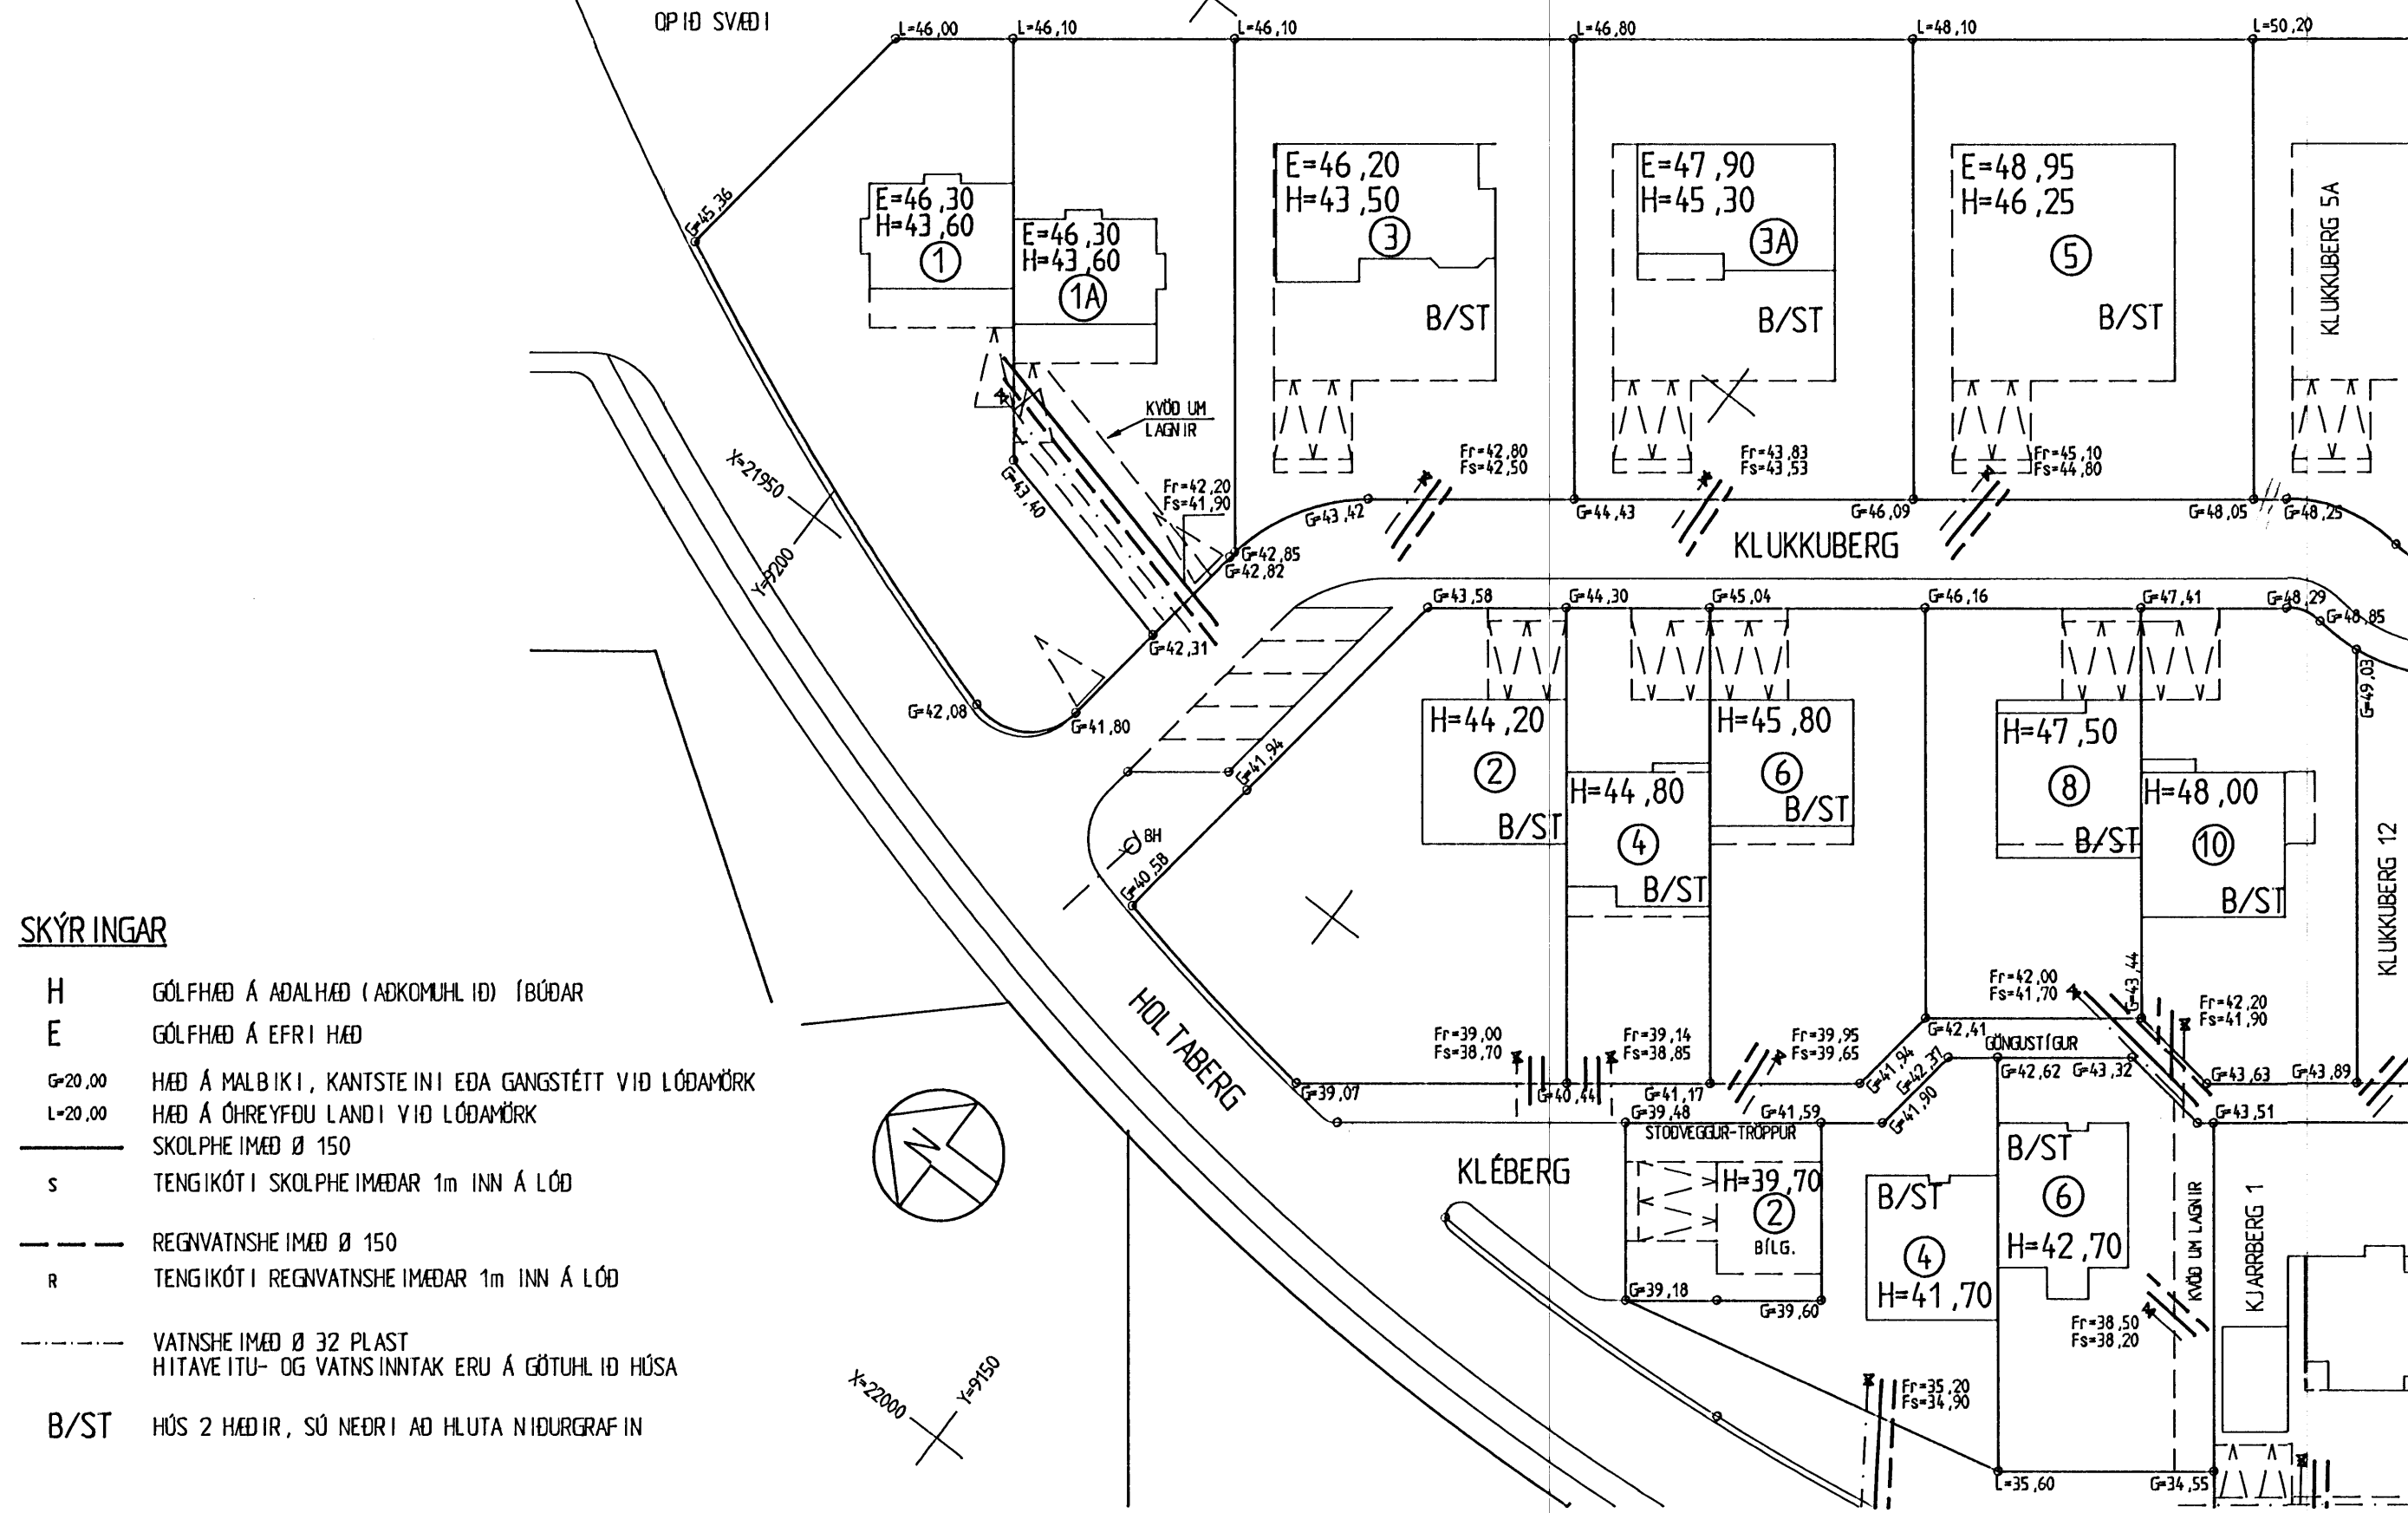 OPIÐ SVÆÐI
L=46,00
L=46,10
L=46,10
L=46,80
L=48,10
L=50,20
G=45,36
E=46,30
H=43,60
1
E=46,30
H=43,60
1A
E=46,20
H=43,50
3
B/ST
E=47,90
H=45,30
3A
B/ST
E=48,95
H=46,25
5
B/ST
KLUKKUBERG 5A
KVÖÐ UM
LAGNIR
X=21950
Y=9200
G=43,40
Fr=42,20
Fs=41,90
Fr=42,80
Fs=42,50
Fr=43,83
Fs=43,53
Fr=45,10
Fs=44,80
G=43,42
G=44,43
G=46,09
G=48,05
G=48,25
G=42,85
G=42,82
KLUKKUBERG
G=42,31
G=42,08
G=41,80
G=43,58
G=44,30
G=45,04
G=46,16
G=47,41
G=48,29
G=48,85
G=49,03
G=41,94
BH
G=40,58
H=44,20
2
B/ST
H=44,80
4
B/ST
H=45,80
6
B/ST
H=47,50
8
B/ST
H=48,00
10
B/ST
KLUKKUBERG 12
HOLTABERG
G=39,07
Fr=39,00
Fs=38,70
G=40,44
Fr=39,14
Fs=38,85
G=41,17
Fr=39,95
Fs=39,65
G=41,94
G=42,41
G=42,37
G=41,90
Fr=42,00
Fs=41,70
G=43,44
Fr=42,20
Fs=41,90
GÖNGUSTÍGUR
G=42,62
G=43,32
G=43,63
G=43,89
G=43,51
G=39,48
G=41,59
STOÐVEGGUR-TRÖPPUR
KLÉBERG
H=39,70
2
BÍLG.
G=39,18
G=39,60
B/ST
4
H=41,70
B/ST
6
H=42,70
KVÖÐ UM LAGNIR
KJARRBERG 1
Fr=38,50
Fs=38,20
Fr=35,20
Fs=34,90
L=35,60
G=34,55
SKÝRINGAR
H GÓLFHÆÐ Á AÐALHÆÐ (AÐKOMUHLIÐ) ÍBÚÐAR
E GÓLFHÆÐ Á EFRI HÆÐ
G=20,00 HÆÐ Á MALBIKI, KANTSTEINI EÐA GANGSTÉTT VIÐ LÓÐAMÖRK
L=20,00 HÆÐ Á ÓHREYFÐU LANDI VIÐ LÓÐAMÖRK
SKOLPHEIMÆÐ Ø 150
S TENGIKÓTI SKOLPHEIMÆÐAR 1m INN Á LÓÐ
REGNVATNSHEIMÆÐ Ø 150
R TENGIKÓTI REGNVATNSHEIMÆÐAR 1m INN Á LÓÐ
VATNSHEIMÆÐ Ø 32 PLAST
HITAVEITU- OG VATNSINNTAK ERU Á GÖTUHLIÐ HÚSA
B/ST HÚS 2 HÆÐIR, SÚ NEÐRI AÐ HLUTA NIÐURGRAFIN
N
X=22000
Y=9150